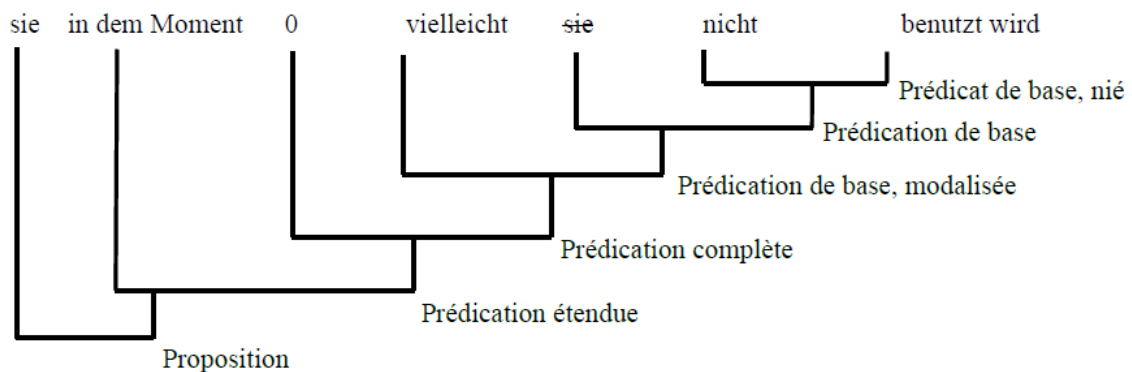 sie in dem Moment 0 vielleicht sie nicht benutzt wird
Prédicat de base, nié
Prédication de base
Prédication de base, modalisée
Prédication complète
Prédication étendue
Proposition